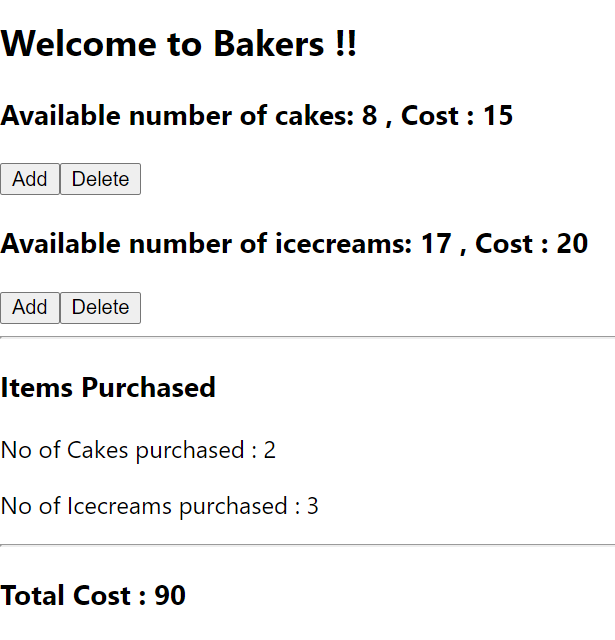 Welcome to Bakers !!
Available number of cakes: 8 , Cost : 15
Add Delete
Available number of icecreams: 17 , Cost : 20
Add Delete
Items Purchased
No of Cakes purchased : 2
No of Icecreams purchased : 3
Total Cost : 90